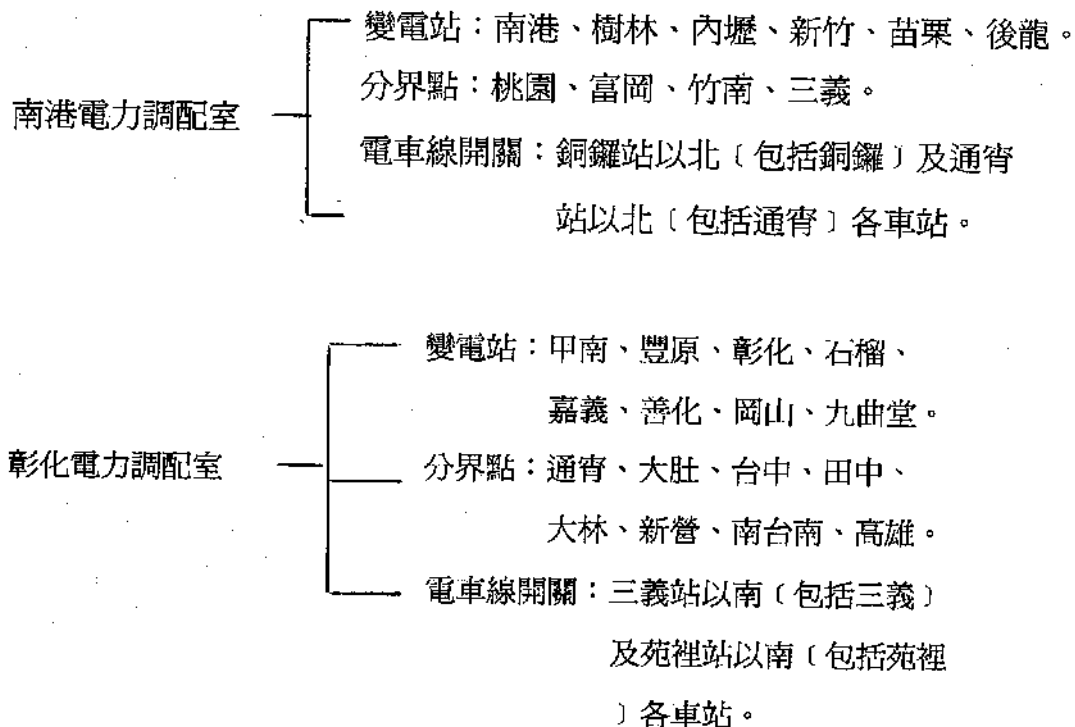 變電站：南港、樹林、內壢、新竹、苗栗、後龍。
分界點：桃園、富岡、竹南、三義。
南港電力調配室
電車線開關：銅鑼站以北﹝包括銅鑼﹞及通宵
站以北﹝包括通宵﹞各車站。
變電站：甲南、豐原、彰化、石榴、
嘉義、善化、岡山、九曲堂。
彰化電力調配室
分界點：通宵、大肚、台中、田中、
大林、新營、南台南、高雄。
電車線開關：三義站以南﹝包括三義﹞
及苑裡站以南﹝包括苑裡
﹞各車站。